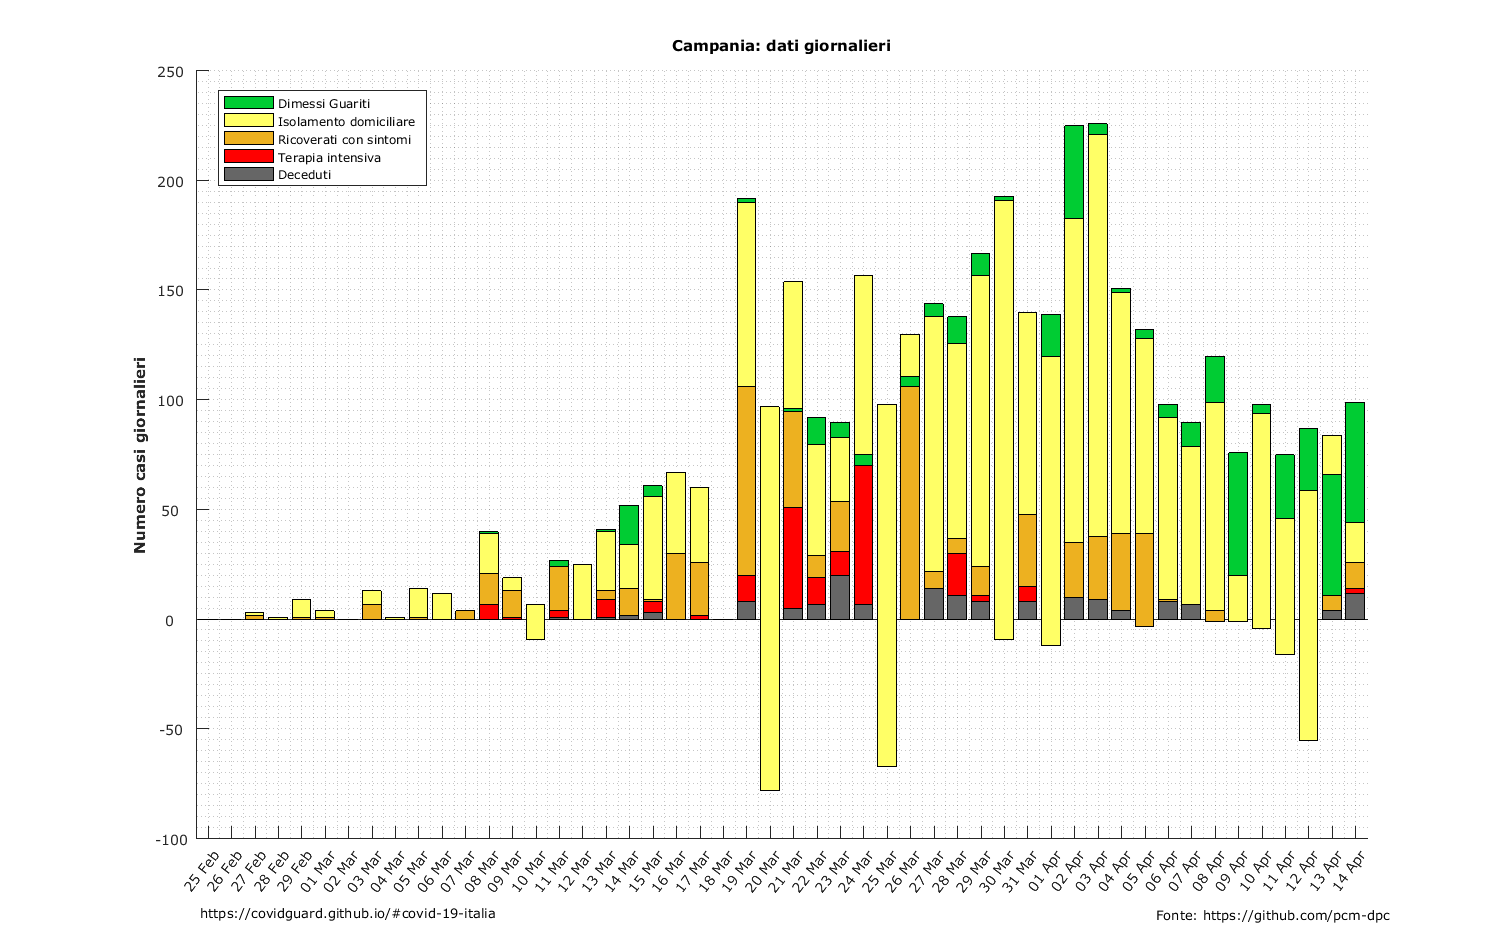 Campania: dati giornalieri
Numero casi giornalieri
250
200
150
100
50
0
-50
-100
Dimessi Guariti
Isolamento domiciliare
Ricoverati con sintomi
Terapia intensiva
Deceduti
25 Feb
26 Feb
27 Feb
28 Feb
29 Feb
01 Mar
02 Mar
03 Mar
04 Mar
05 Mar
06 Mar
07 Mar
08 Mar
09 Mar
10 Mar
11 Mar
12 Mar
13 Mar
14 Mar
15 Mar
16 Mar
17 Mar
18 Mar
19 Mar
20 Mar
21 Mar
22 Mar
23 Mar
24 Mar
25 Mar
26 Mar
27 Mar
28 Mar
29 Mar
30 Mar
31 Mar
01 Apr
02 Apr
03 Apr
04 Apr
05 Apr
06 Apr
07 Apr
08 Apr
09 Apr
10 Apr
11 Apr
12 Apr
13 Apr
14 Apr
https://covidguard.github.io/#covid-19-italia
Fonte: https://github.com/pcm-dpc